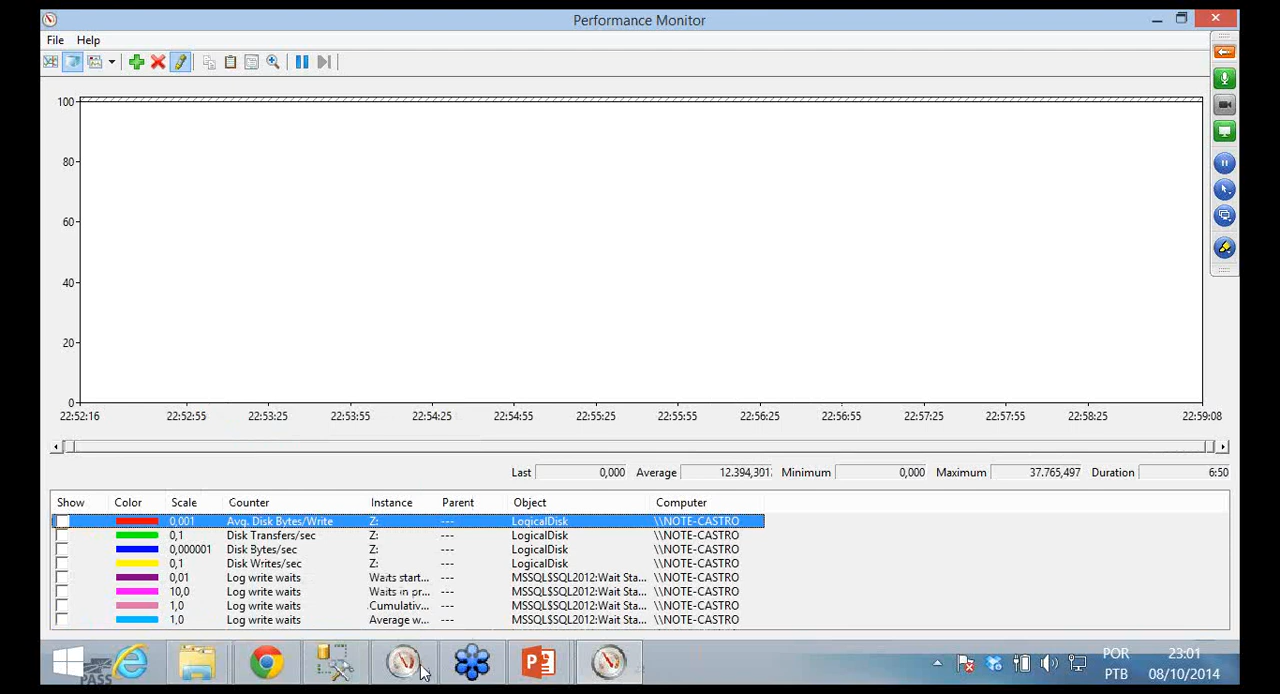 Performance Monitor
File Help
100
80
60
40
20
0
22:52:16 22:52:55 22:53:25 22:53:55 22:54:25 22:54:55 22:55:25 22:55:55 22:56:25 22:56:55 22:57:25 22:57:55 22:58:25 22:59:08
Last 0,000 Average 12.394,391 Minimum 0,000 Maximum 37.765,497 Duration 6:50
Show Color Scale Counter Instance Parent Object Computer
0,001 Avg. Disk Bytes/Write Z: --- LogicalDisk \\NOTE-CASTRO
0,1 Disk Transfers/sec Z: --- LogicalDisk \\NOTE-CASTRO
0,000001 Disk Bytes/sec Z: --- LogicalDisk \\NOTE-CASTRO
0,1 Disk Writes/sec Z: --- LogicalDisk \\NOTE-CASTRO
0,01 Log write waits Waits start... --- MSSQL$SQL2012:Wait Sta... \\NOTE-CASTRO
10,0 Log write waits Waits in pr... --- MSSQL$SQL2012:Wait Sta... \\NOTE-CASTRO
1,0 Log write waits Cumulativ... --- MSSQL$SQL2012:Wait Sta... \\NOTE-CASTRO
1,0 Log write waits Average w... --- MSSQL$SQL2012:Wait Sta... \\NOTE-CASTRO
PASS
POR 23:01
PTB 08/10/2014